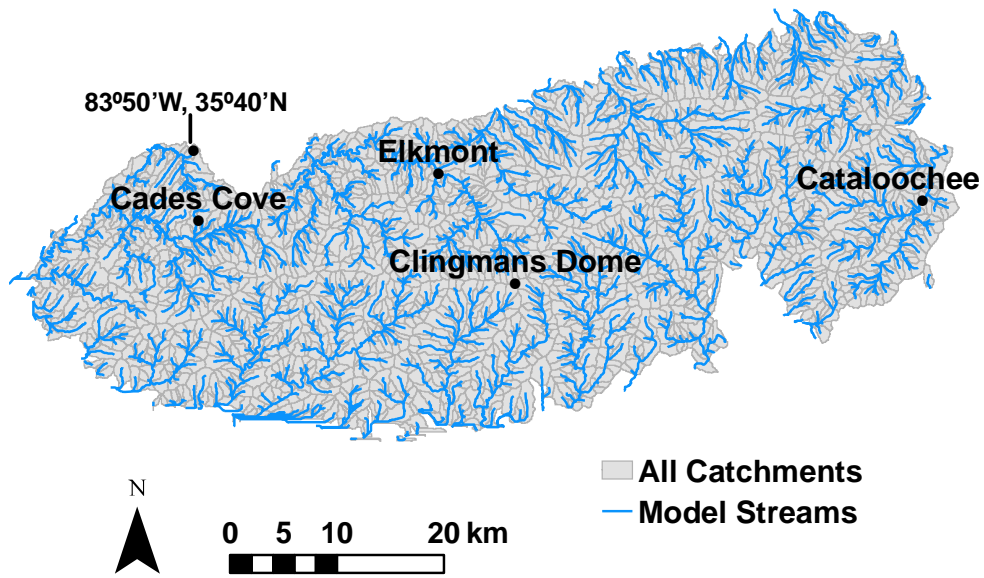 83º50’W, 35º40’N
Elkmont
Cades Cove
Cataloochee
Clingmans Dome
All Catchments
Model Streams
N
0 5 10 20 km